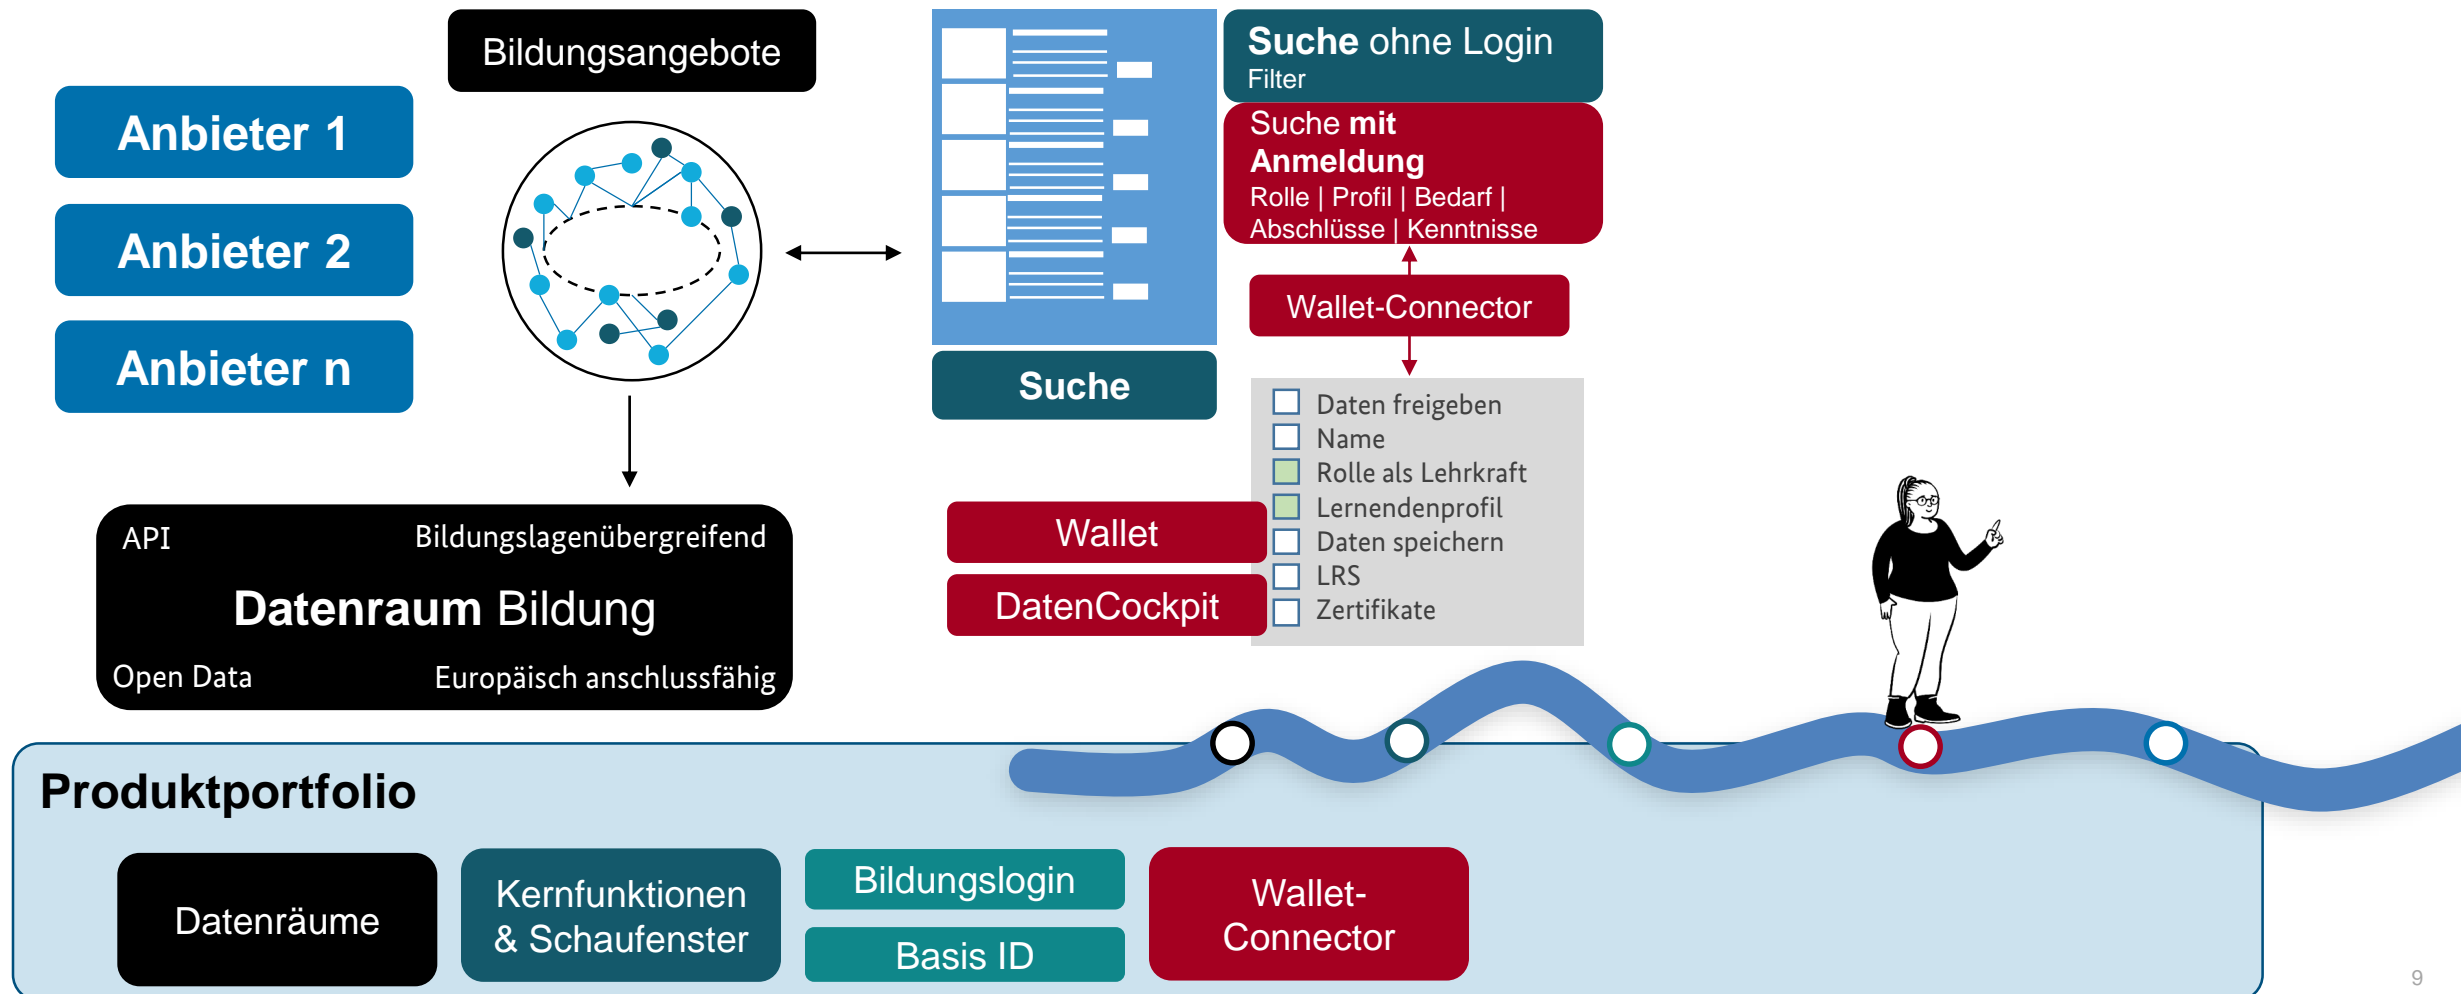 Bildungsangebote
Anbieter 1
Anbieter 2
Anbieter n
Suche
Suche ohne Login
Filter
Suche mit
Anmeldung
Rolle | Profil | Bedarf |
Abschlüsse | Kenntnisse
Wallet-Connector
Daten freigeben
Name
Rolle als Lehrkraft
Lernendenprofil
Daten speichern
LRS
Zertifikate
Wallet
DatenCockpit
API
Bildungslagenübergreifend
Datenraum Bildung
Open Data
Europäisch anschlussfähig
Produktportfolio
Datenräume
Kernfunktionen
& Schaufenster
Bildungslogin
Basis ID
Wallet-
Connector
9